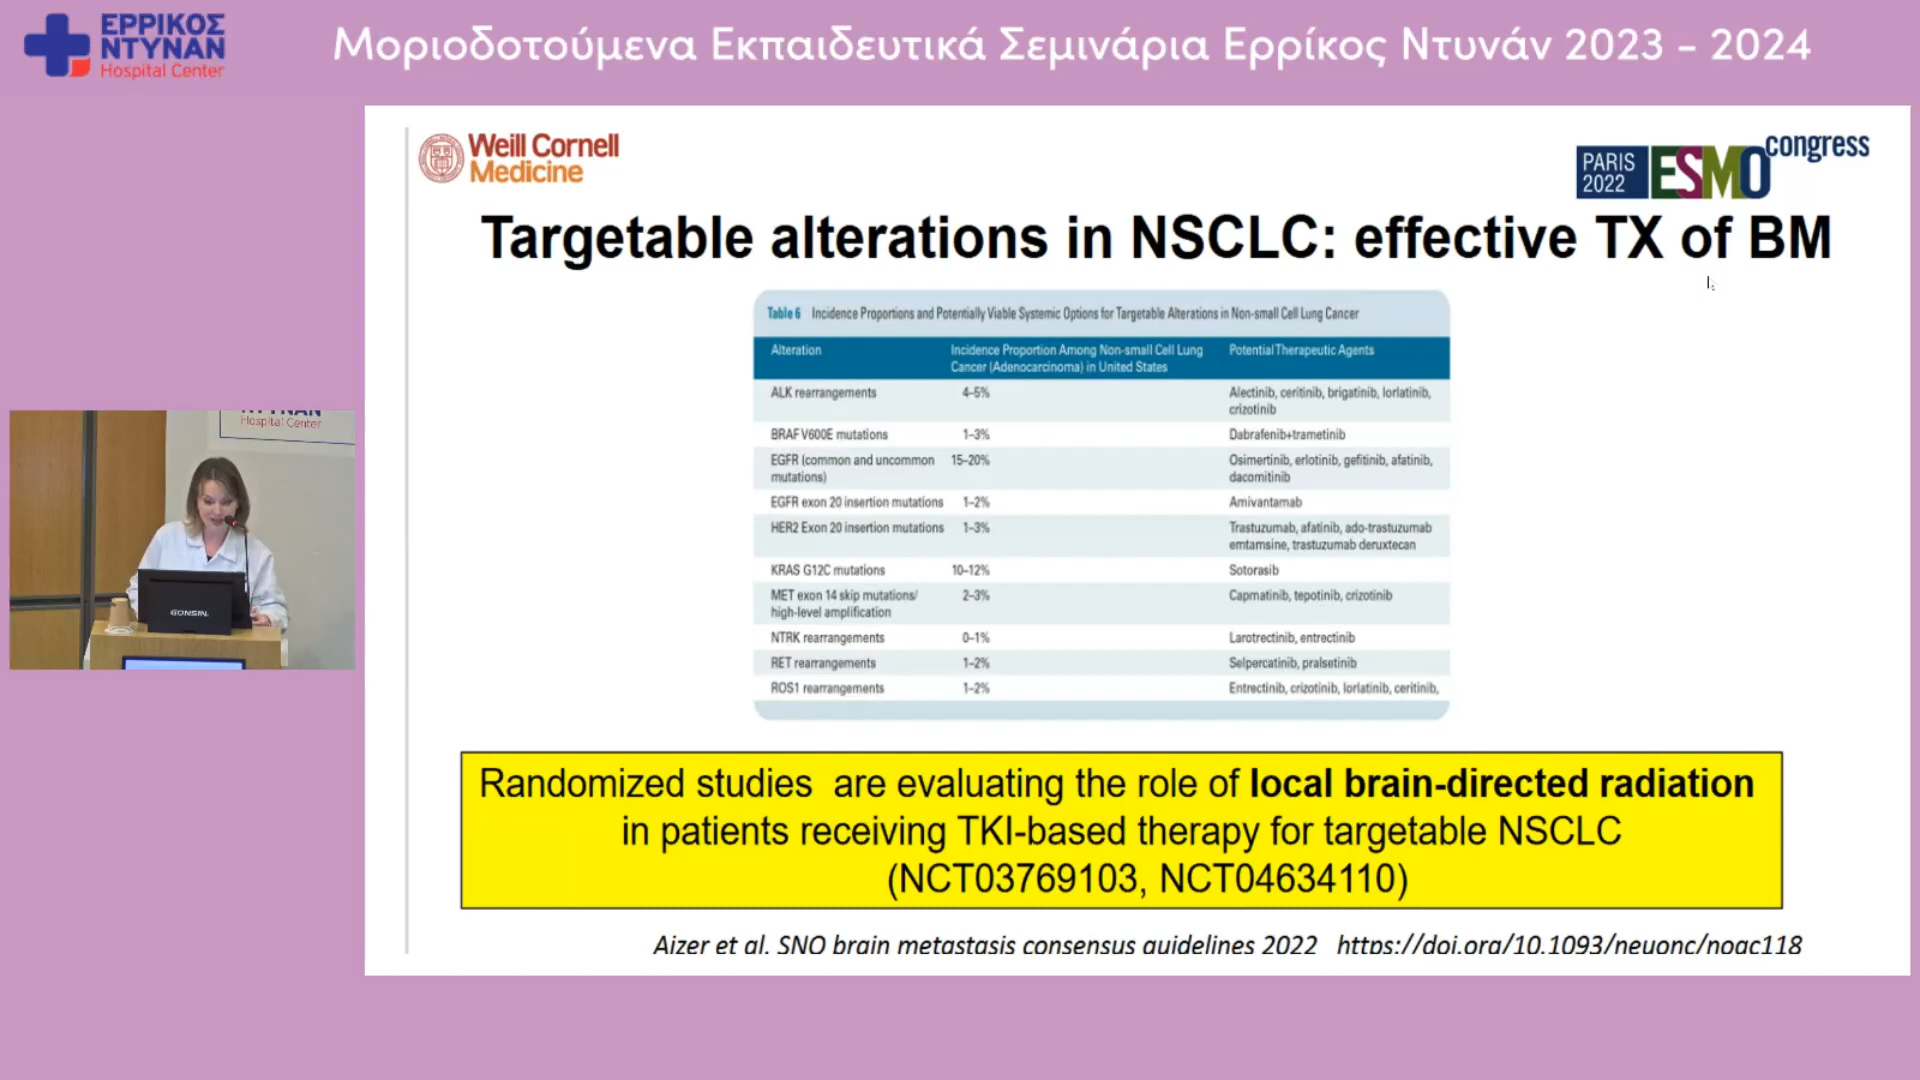 ΕΡΡΙΚΟΣ
ΝΤΥΝΑΝ
Hospital Center
Μοριοδοτούμενα Εκπαιδευτικά Σεμινάρια Ερρίκος Ντυνάν 2023 – 2024
Weill Cornell
Medicine
PARIS
2022
ESMO
congress
Targetable alterations in NSCLC: effective TX of BM
Table 6 Incidence Proportions and Potentially Viable Systemic Options for Targetable Alterations in Non-small Cell Lung Cancer
Alteration Incidence Proportion Among Non-small Cell Lung Potential Therapeutic Agents
Cancer (Adenocarcinoma) in United States
ALK rearrangements 4–5% Alectinib, ceritinib, brigatinib, lorlatinib,
crizotinib
BRAF V600E mutations 1–3% Dabrafenib+trametinib
EGFR (common and uncommon 15–20% Osimertinib, erlotinib, gefitinib, afatinib,
mutations) dacomitinib
EGFR exon 20 insertion mutations 1–2% Amivantamab
HER2 Exon 20 insertion mutations 1–3% Trastuzumab, afatinib, ado-trastuzumab
emtamsine, trastuzumab deruxtecan
KRAS G12C mutations 10–12% Sotorasib
MET exon 14 skip mutations/ 2–3% Capmatinib, tepotinib, crizotinib
high-level amplification
NTRK rearrangements 0–1% Larotrectinib, entrectinib
RET rearrangements 1–2% Selpercatinib, pralsetinib
ROS1 rearrangements 1–2% Entrectinib, crizotinib, lorlatinib, ceritinib,
Randomized studies are evaluating the role of local brain-directed radiation
in patients receiving TKI-based therapy for targetable NSCLC
(NCT03769103, NCT04634110)
Aizer et al. SNO brain metastasis consensus guidelines 2022 https://doi.org/10.1093/neuonc/noac118
ΝΤΥΝΑΝ
Hospital Center
GONSIN